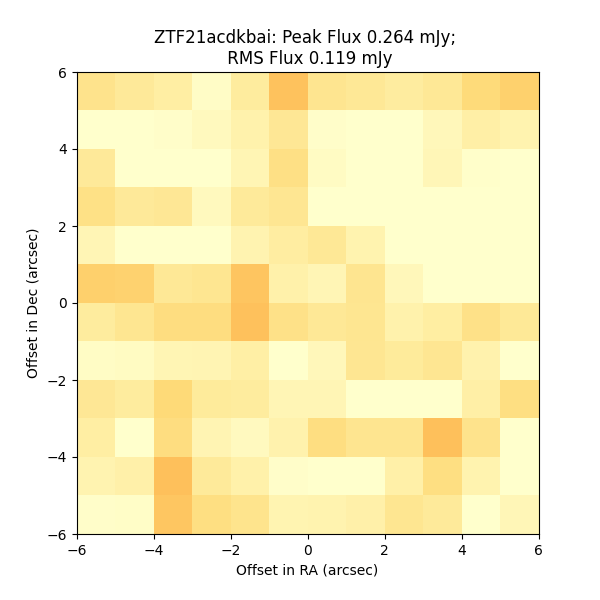 ZTF21acdkbai: Peak Flux 0.264 mJy;
RMS Flux 0.119 mJy
6
4
2
0
−2
−4
−6
Offset in Dec (arcsec)
−6 −4 −2 0 2 4 6
Offset in RA (arcsec)